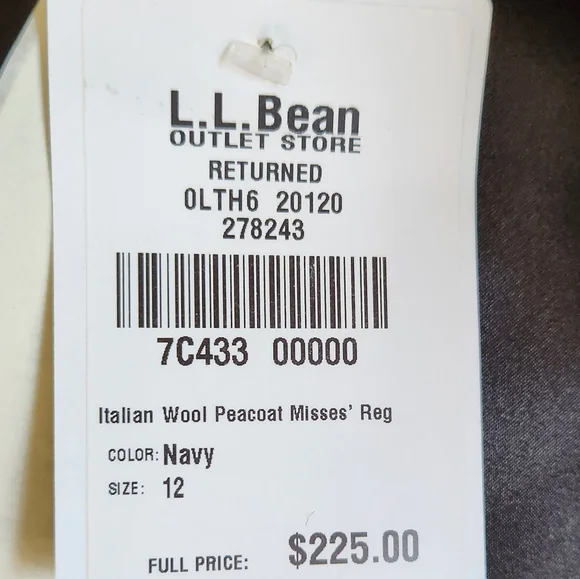 L.L.Bean
OUTLET STORE
RETURNED
0LTH6 20120
278243
7C433 00000
Italian Wool Peacoat Misses' Reg
COLOR: Navy
SIZE: 12
FULL PRICE: $225.00